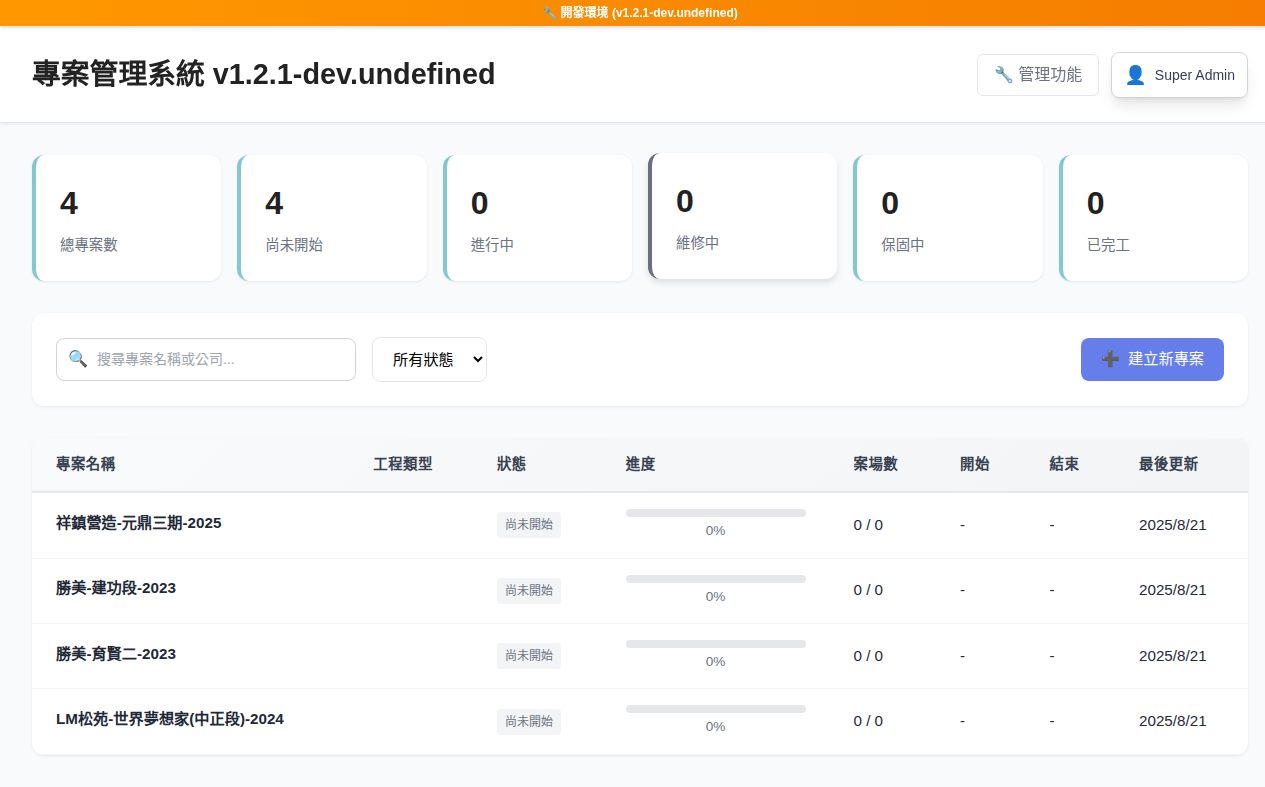 🔧 開發環境 (v1.2.1-dev.undefined)
專案管理系統 v1.2.1-dev.undefined
🔧 管理功能
👤 Super Admin
4
總專案數
4
尚未開始
0
進行中
0
維修中
0
保固中
0
已完工
🔍 搜尋專案名稱或公司...
所有狀態
➕ 建立新專案
專案名稱 工程類型 狀態 進度 案場數 開始 結束 最後更新
祥鎮營造-元鼎三期-2025 尚未開始 0% 0 / 0 - - 2025/8/21
勝美-建功段-2023 尚未開始 0% 0 / 0 - - 2025/8/21
勝美-育賢二-2023 尚未開始 0% 0 / 0 - - 2025/8/21
LM松苑-世界夢想家(中正段)-2024 尚未開始 0% 0 / 0 - - 2025/8/21